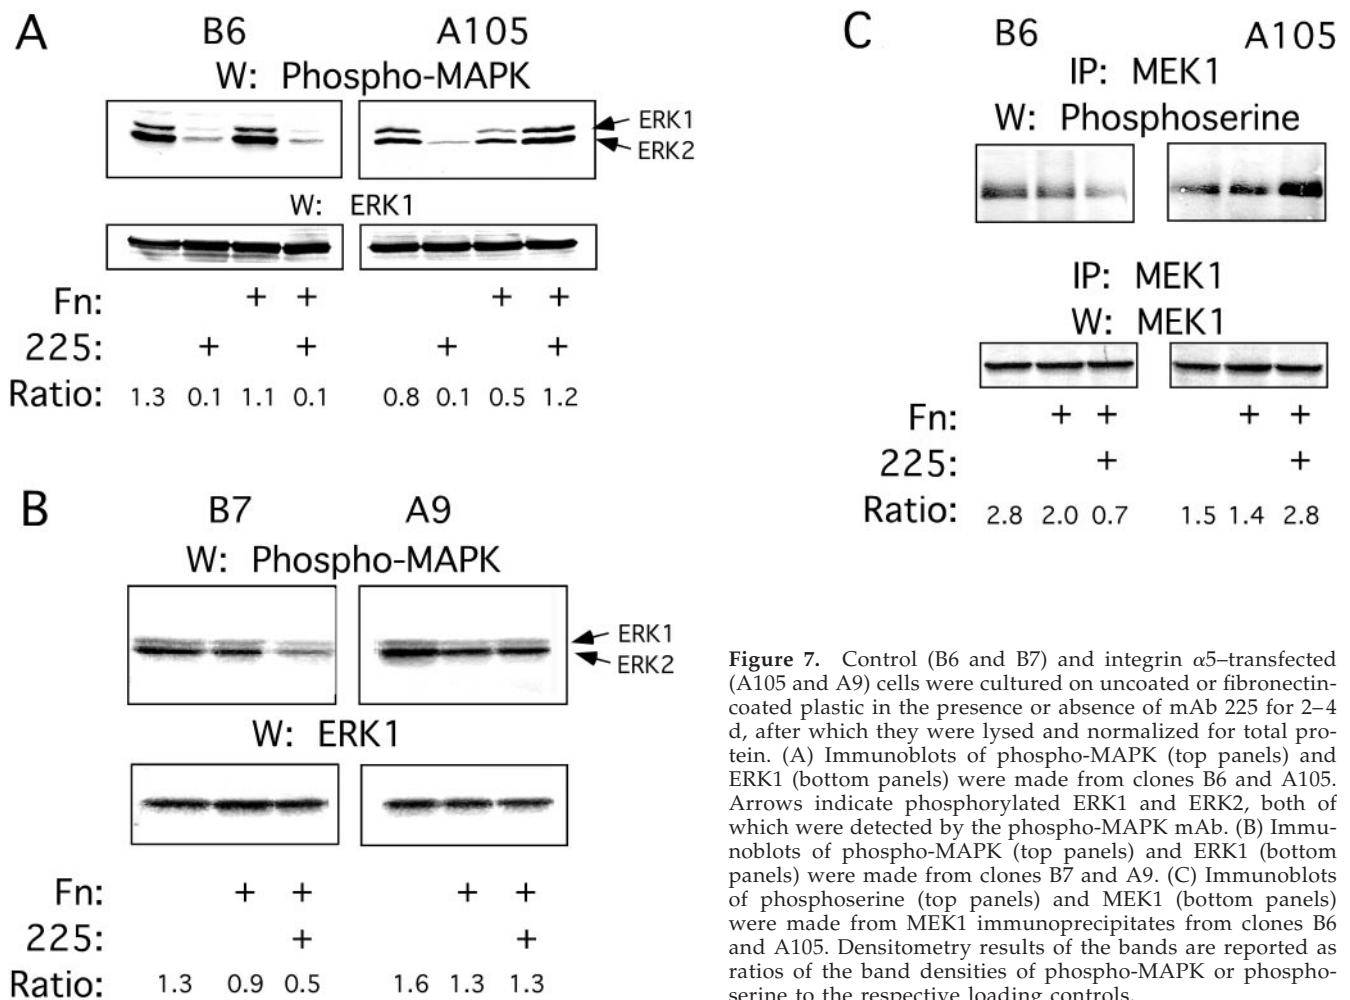 A
B6 A105
W: Phospho-MAPK
ERK1
ERK2
W: ERK1
Fn: + + + +
225: + + + +
Ratio: 1.3 0.1 1.1 0.1 0.8 0.1 0.5 1.2
B
B7 A9
W: Phospho-MAPK
ERK1
ERK2
W: ERK1
Fn: + + + +
225: + +
Ratio: 1.3 0.9 0.5 1.6 1.3 1.3
C
B6 A105
IP: MEK1
W: Phosphoserine
IP: MEK1
W: MEK1
Fn: + + + +
225: + +
Ratio: 2.8 2.0 0.7 1.5 1.4 2.8
Figure 7. Control (B6 and B7) and integrin α5–transfected
(A105 and A9) cells were cultured on uncoated or fibronectin-
coated plastic in the presence or absence of mAb 225 for 2–4
d, after which they were lysed and normalized for total pro-
tein. (A) Immunoblots of phospho-MAPK (top panels) and
ERK1 (bottom panels) were made from clones B6 and A105.
Arrows indicate phosphorylated ERK1 and ERK2, both of
which were detected by the phospho-MAPK mAb. (B) Immu-
noblots of phospho-MAPK (top panels) and ERK1 (bottom
panels) were made from clones B7 and A9. (C) Immunoblots
of phosphoserine (top panels) and MEK1 (bottom panels)
were made from MEK1 immunoprecipitates from clones B6
and A105. Densitometry results of the bands are reported as
ratios of the band densities of phospho-MAPK or phospho-
serine to the respective loading controls.